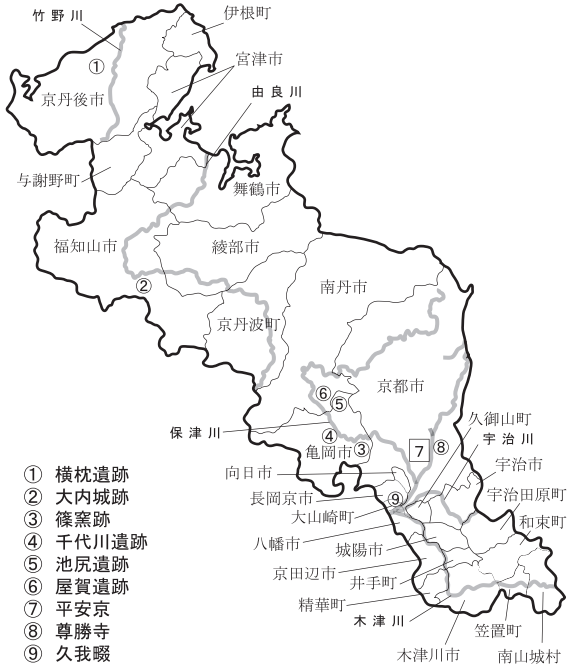 竹野川
伊根町
宮津市
①
京丹後市
由良川
与謝野町
舞鶴市
福知山市
綾部市
②
南丹市
京丹波町
京都市
⑥
⑤
保津川
④
③
亀岡市
7
⑧
久御山町
宇治川
向日市
宇治市
長岡京市
⑨
宇治田原町
大山崎町
和束町
八幡市
城陽市
京田辺市
井手町
精華町
木津川
笠置町
木津川市
南山城村
① 横枕遺跡
② 大内城跡
③ 篠窯跡
④ 千代川遺跡
⑤ 池尻遺跡
⑥ 屋賀遺跡
⑦ 平安京
⑧ 尊勝寺
⑨ 久我畷